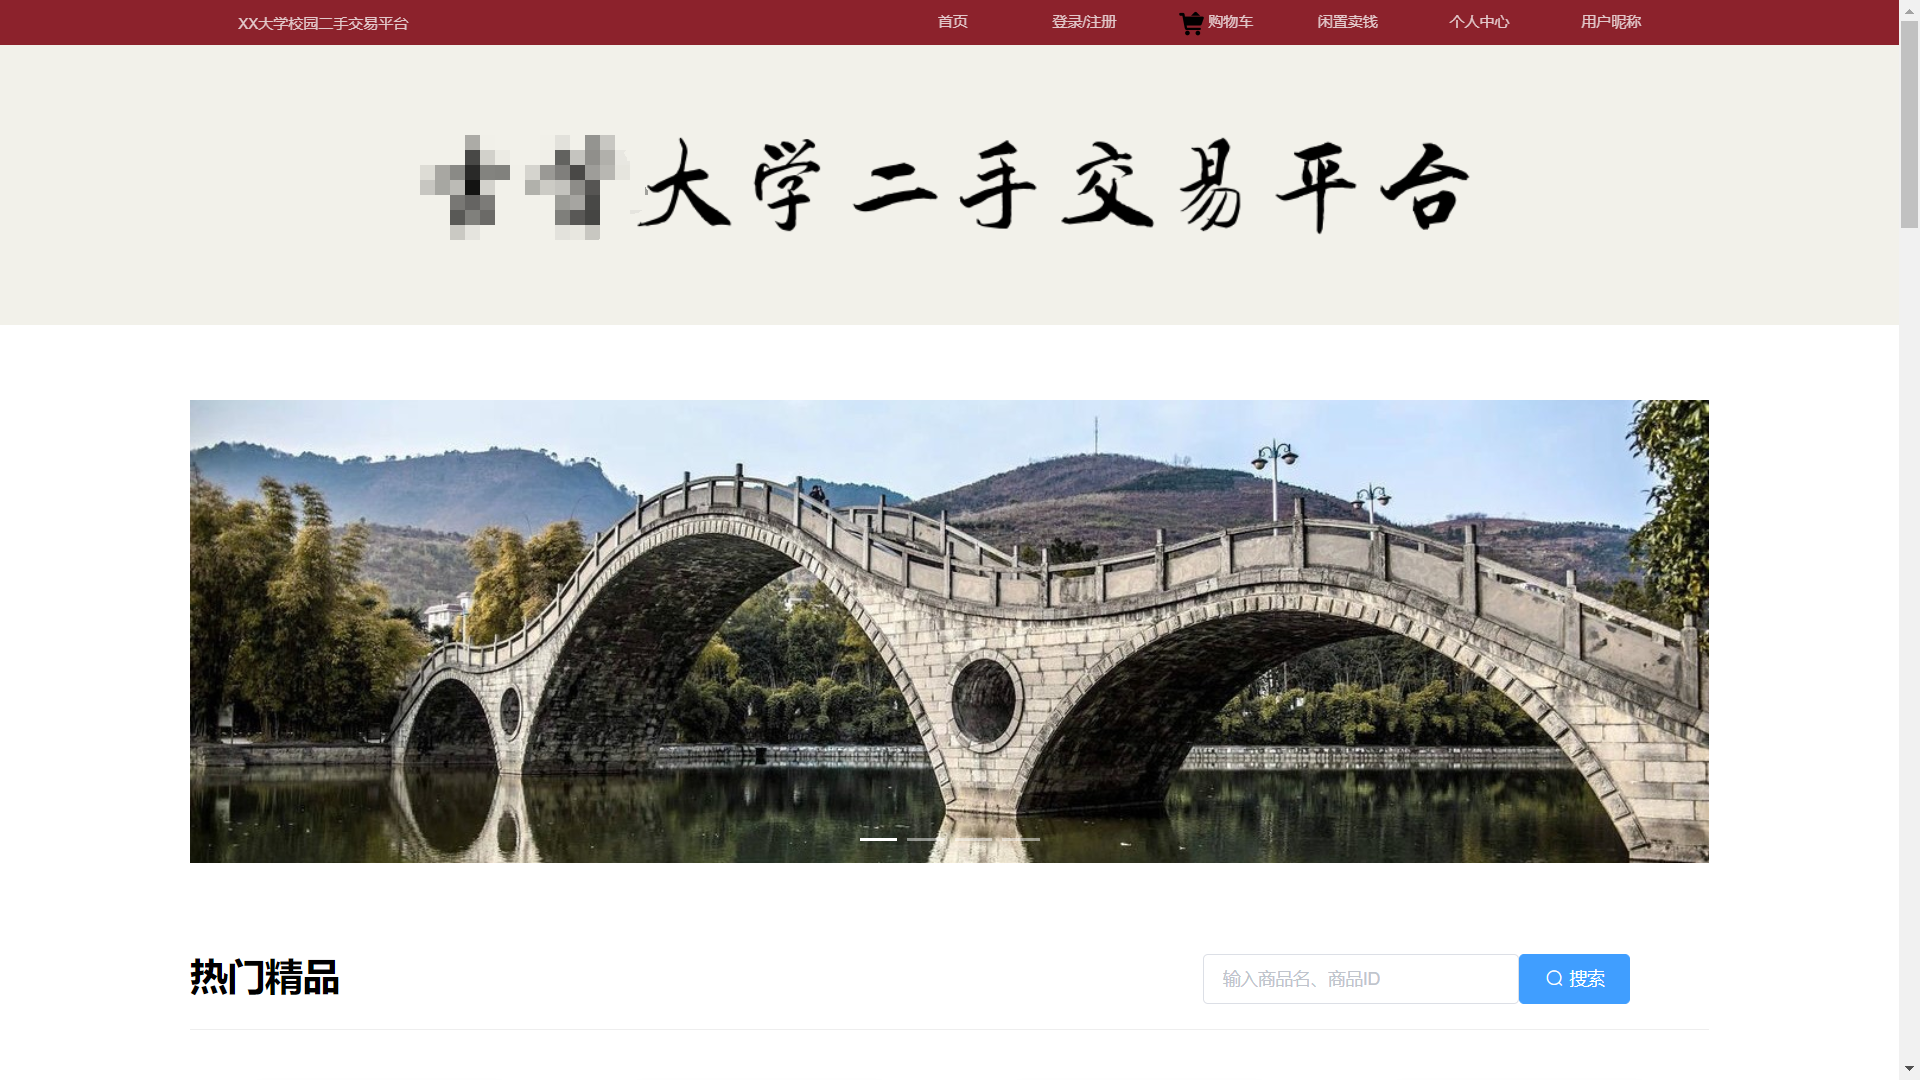 XX大学校园二手交易平台 首页 登录/注册 购物车 闲置卖钱 个人中心 用户昵称
大学二手交易平台
热门精品
输入商品名、商品ID 搜索